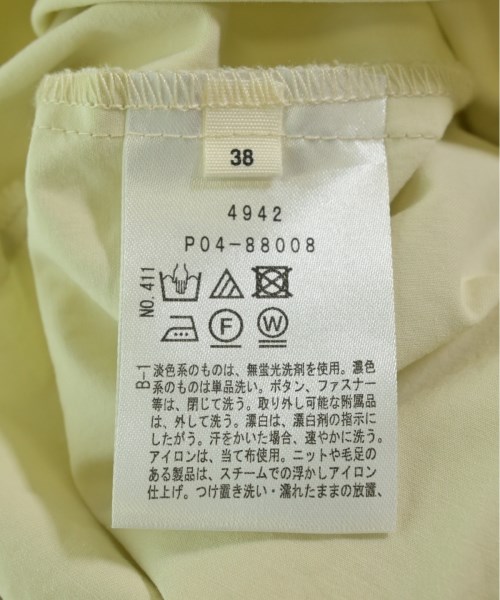 38
4942
P04-88008
NO. 411
F W
B-1
淡色系のものは、無蛍光洗剤を使用。濃色
系のものは単品洗い。ボタン、ファスナー
等は、閉じて洗う。取り外し可能な附属品
は、外して洗う。漂白は、漂白剤の指示に
したがう。汗をかいた場合、速やかに洗う。
アイロンは、当て布使用。ニットや毛足の
ある製品は、スチームでの浮かしアイロン
仕上げ。つけ置き洗い・濡れたままの放置、